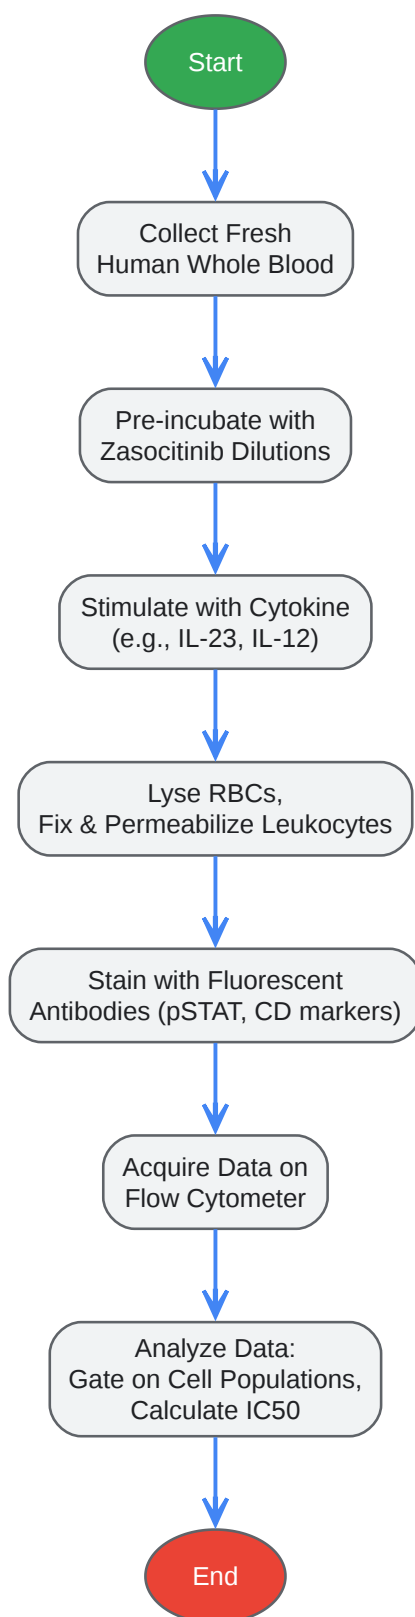 Start
Collect Fresh
Human Whole Blood
Pre-incubate with
Zasocitinib Dilutions
Stimulate with Cytokine
(e.g., IL-23, IL-12)
Lyse RBCs,
Fix & Permeabilize Leukocytes
Stain with Fluorescent
Antibodies (pSTAT, CD markers)
Acquire Data on
Flow Cytometer
Analyze Data:
Gate on Cell Populations,
Calculate IC50
End